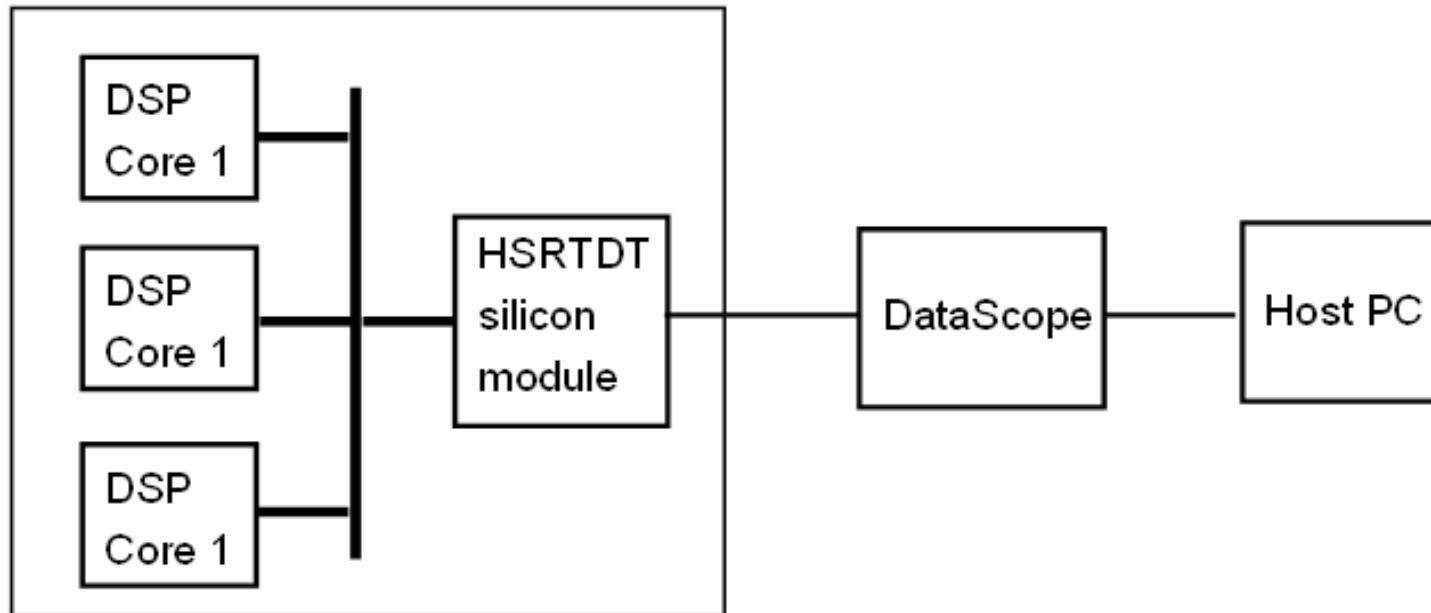 DSP
Core 1
DSP
Core 1
DSP
Core 1
HSRTDT
silicon
module
DataScope
Host PC